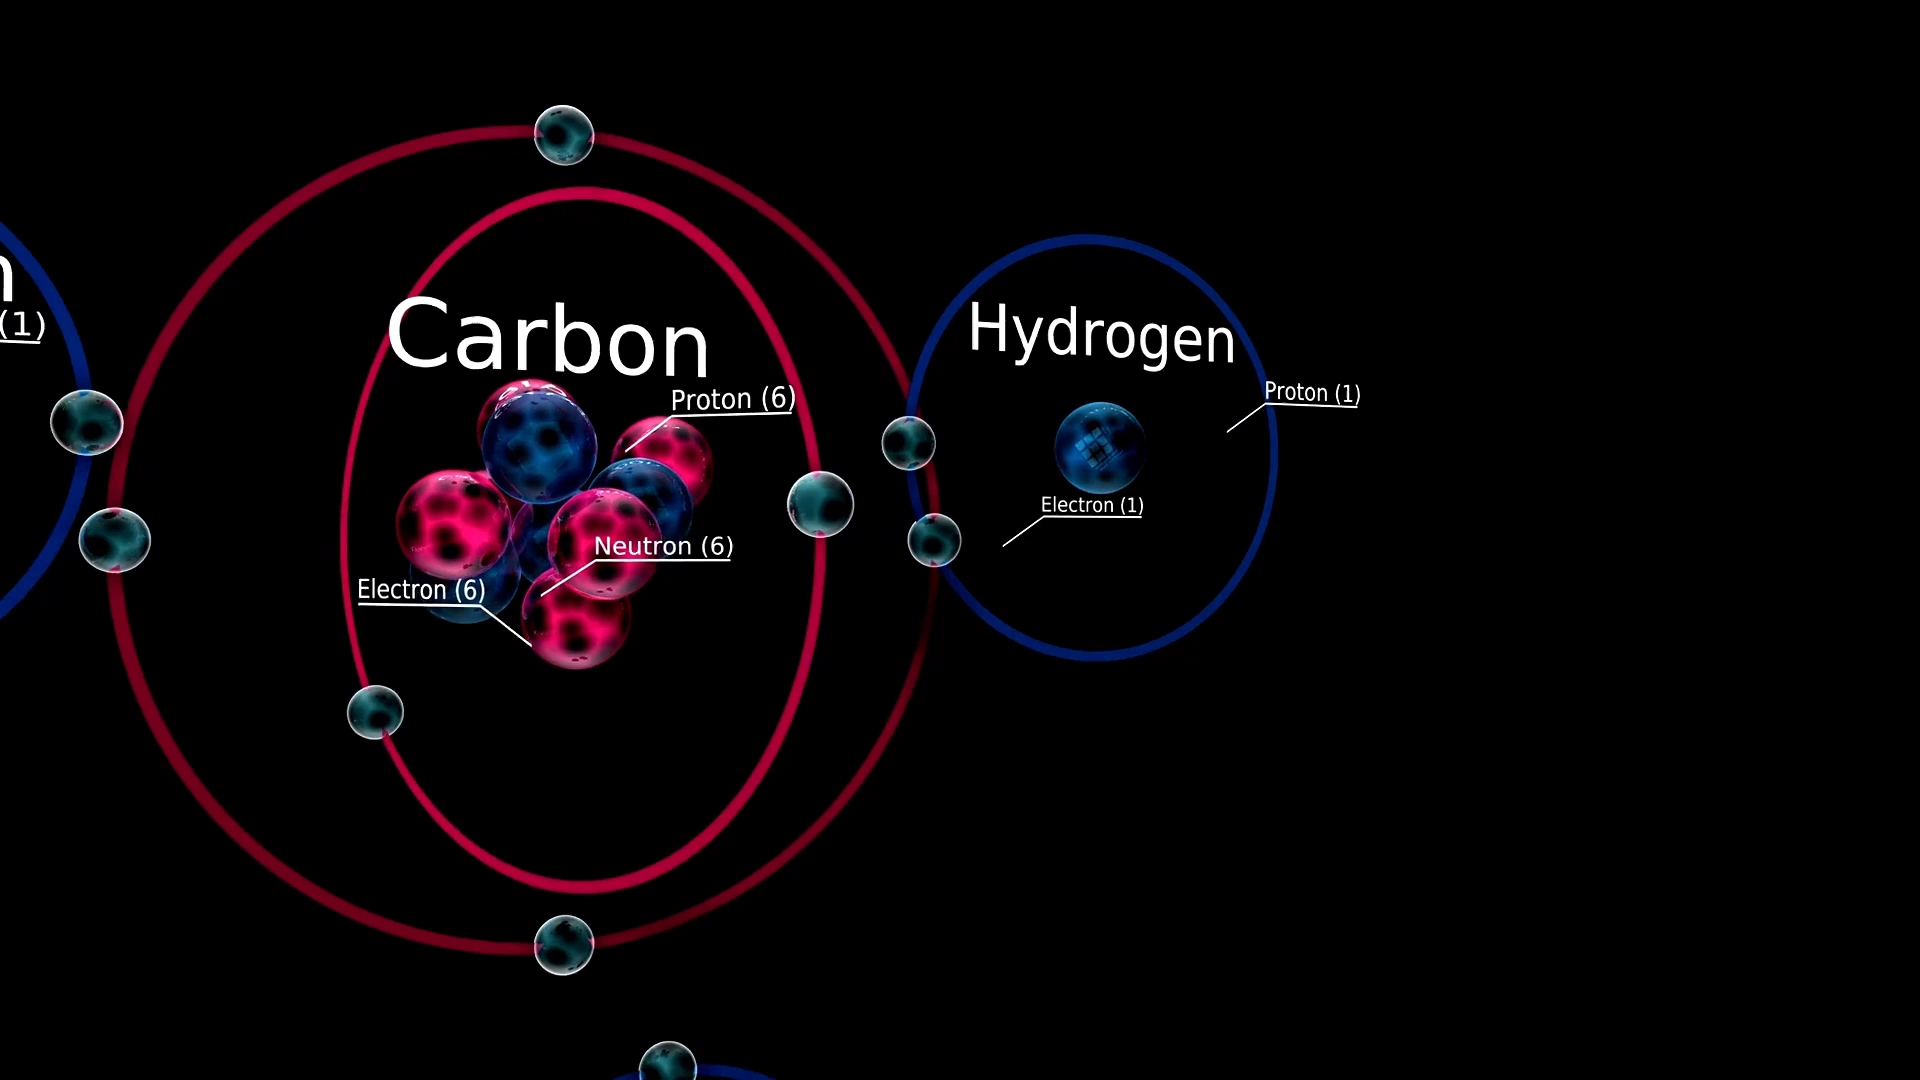 n
(1)
Carbon
Proton (6)
Neutron (6)
Electron (6)
Hydrogen
Proton (1)
Electron (1)